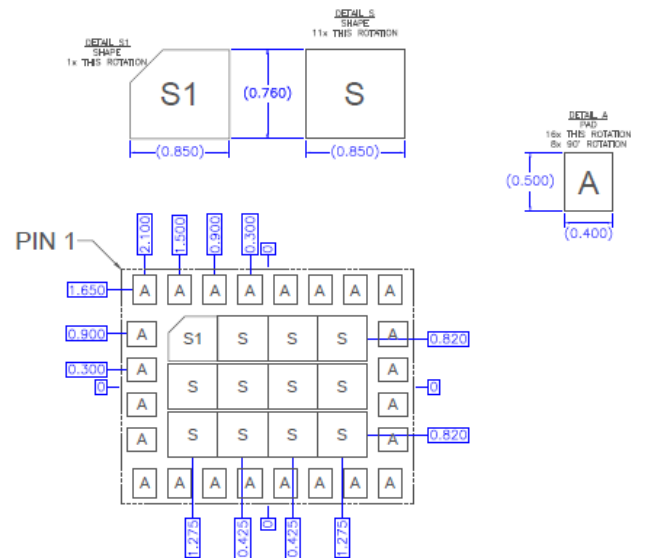 DETAIL S1
SHAPE
1x THIS ROTATION
DETAIL S
SHAPE
11x THIS ROTATION
S1
(0.760)
S
(0.850)
(0.850)
DETAIL A
PAD
16x THIS ROTATION
8x 90° ROTATION
(0.500)
A
(0.400)
PIN 1
2.100
1.500
0.900
0.300
0
1.650
A A A A A A A A
0.900
A
S1 S S S
A
0.820
0.300
A
S S S S
A
0
0
A
A
A
S S S S
A
0.820
A A A A A A A A
1.275
0.425
0
0.425
1.275